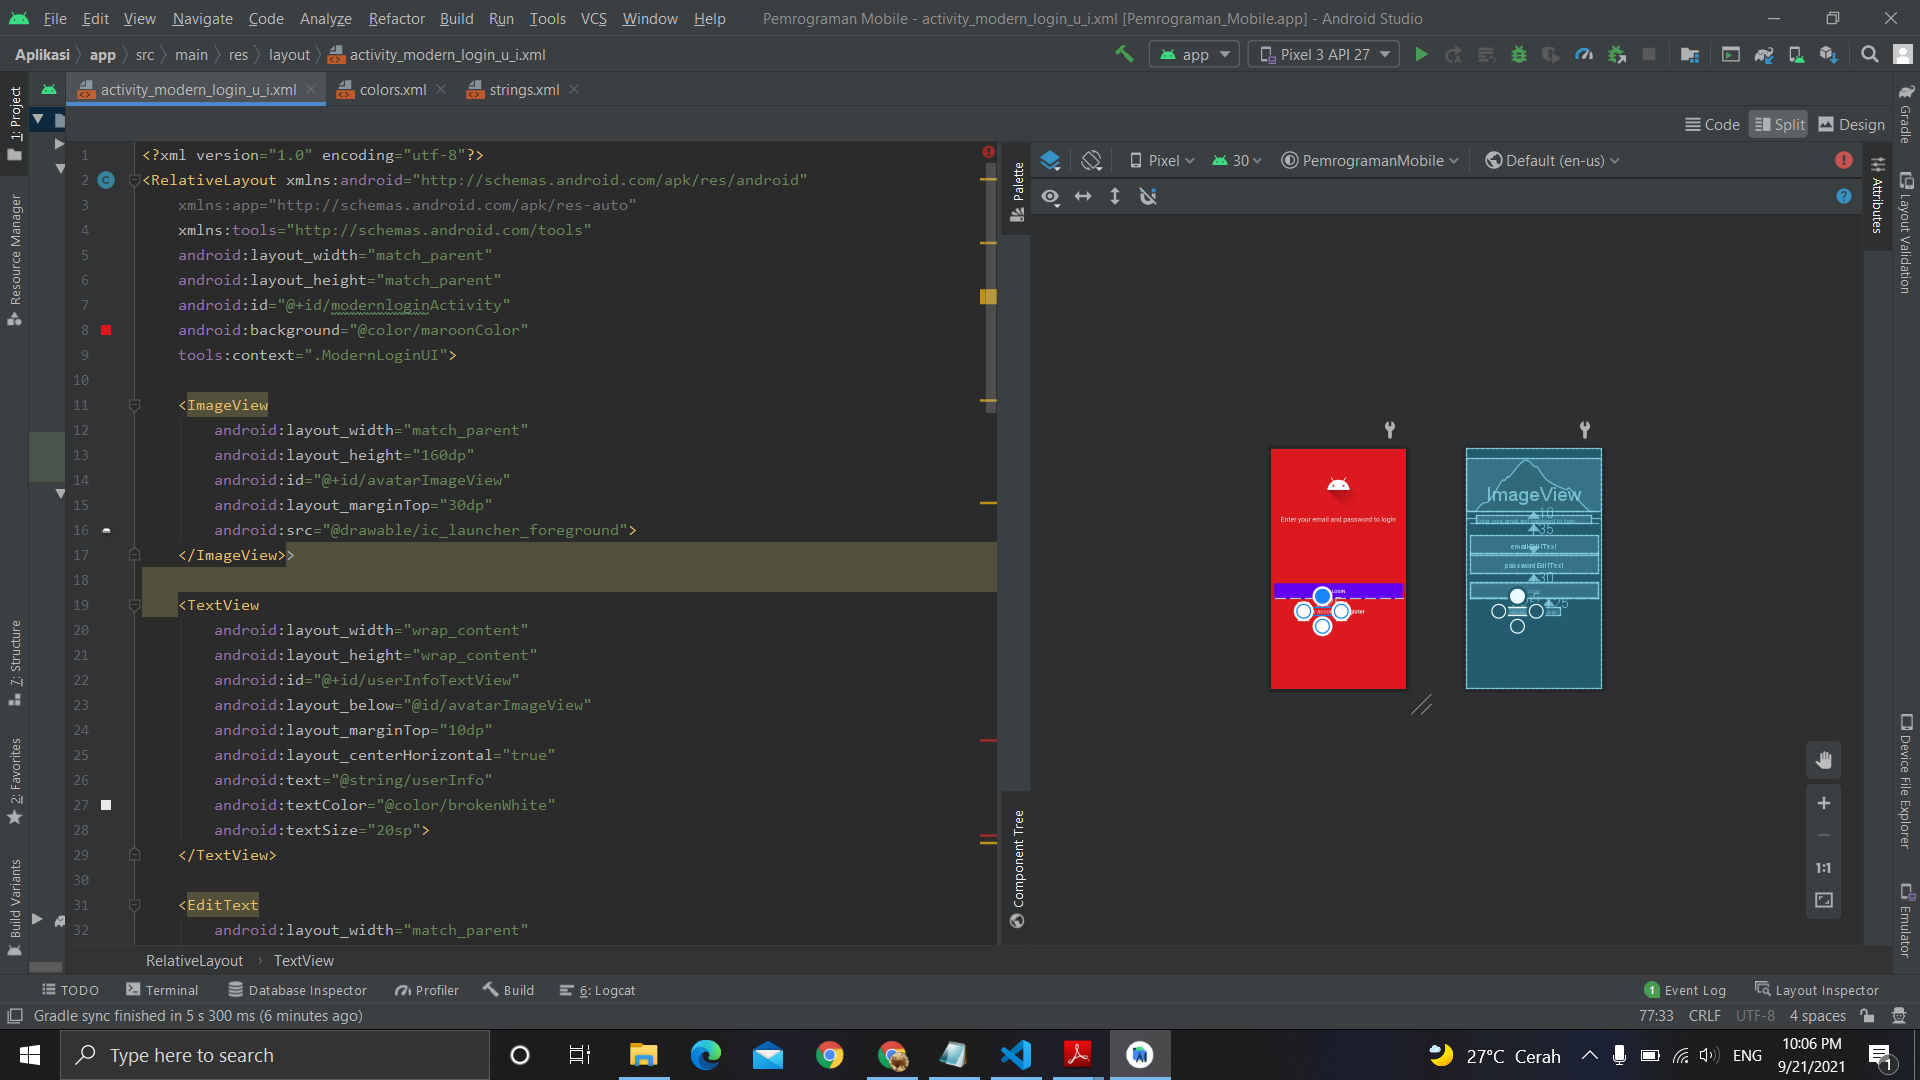 File Edit View Navigate Code Analyze Refactor Build Run Tools VCS Window Help Pemrograman Mobile - activity_modern_login_u_i.xml [Pemrograman_Mobile.app] - Android Studio
Aplikasi app src main res layout activity_modern_login_u_i.xml app Pixel 3 API 27
activity_modern_login_u_i.xml colors.xml strings.xml
Code Split Design
Pixel 30 PemrogramanMobile Default (en-us)
1: Project
Resource Manager
7: Structure
2: Favorites
Build Variants
1 <?xml version="1.0" encoding="utf-8"?>
2 <RelativeLayout xmlns:android="http://schemas.android.com/apk/res/android"
3 xmlns:app="http://schemas.android.com/apk/res-auto"
4 xmlns:tools="http://schemas.android.com/tools"
5 android:layout_width="match_parent"
6 android:layout_height="match_parent"
7 android:id="@+id/modernloginActivity"
8 android:background="@color/maroonColor"
9 tools:context=".ModernLoginUI">
10
11 <ImageView
12 android:layout_width="match_parent"
13 android:layout_height="160dp"
14 android:id="@+id/avatarImageView"
15 android:layout_marginTop="30dp"
16 android:src="@drawable/ic_launcher_foreground">
17 </ImageView>>
18
19 <TextView
20 android:layout_width="wrap_content"
21 android:layout_height="wrap_content"
22 android:id="@+id/userInfoTextView"
23 android:layout_below="@id/avatarImageView"
24 android:layout_marginTop="10dp"
25 android:layout_centerHorizontal="true"
26 android:text="@string/userInfo"
27 android:textColor="@color/brokenWhite"
28 android:textSize="20sp">
29 </TextView>
30
31 <EditText
32 android:layout_width="match_parent"
Palette
Component Tree
Enter your email and password to login
LOGIN
ImageView
10
35
emailEditText
passwordEditText
30
25
1:1
Attributes
Gradle
Layout Validation
Device File Explorer
Emulator
RelativeLayout TextView
TODO Terminal Database Inspector Profiler Build 6: Logcat 1 Event Log Layout Inspector
Gradle sync finished in 5 s 300 ms (6 minutes ago) 77:33 CRLF UTF-8 4 spaces
Type here to search 27°C Cerah ENG 10:06 PM
9/21/2021 1